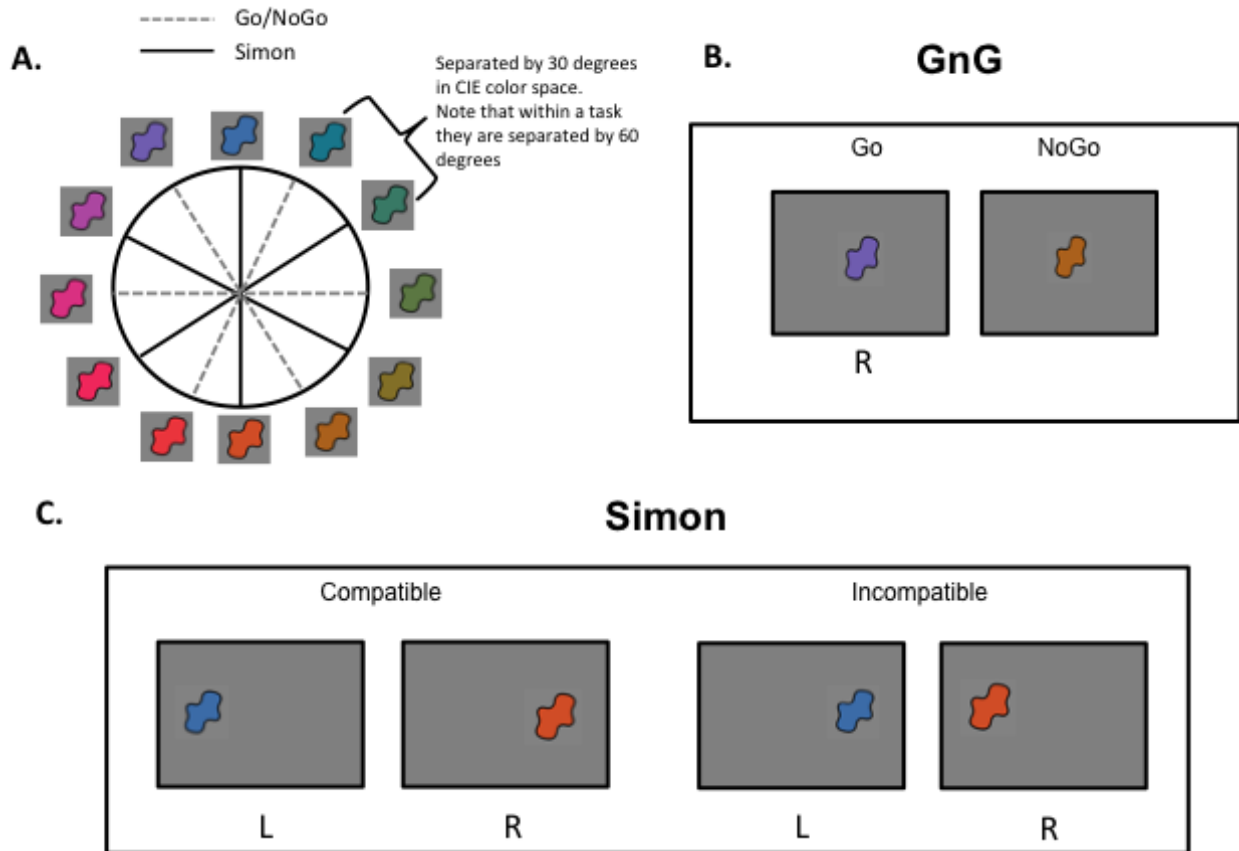 Go/NoGo
Simon
A.
Separated by 30 degrees
in CIE color space.
Note that within a task
they are separated by 60
degrees
B.
GnG
Go
NoGo
R
C.
Simon
Compatible
Incompatible
L
R
L
R